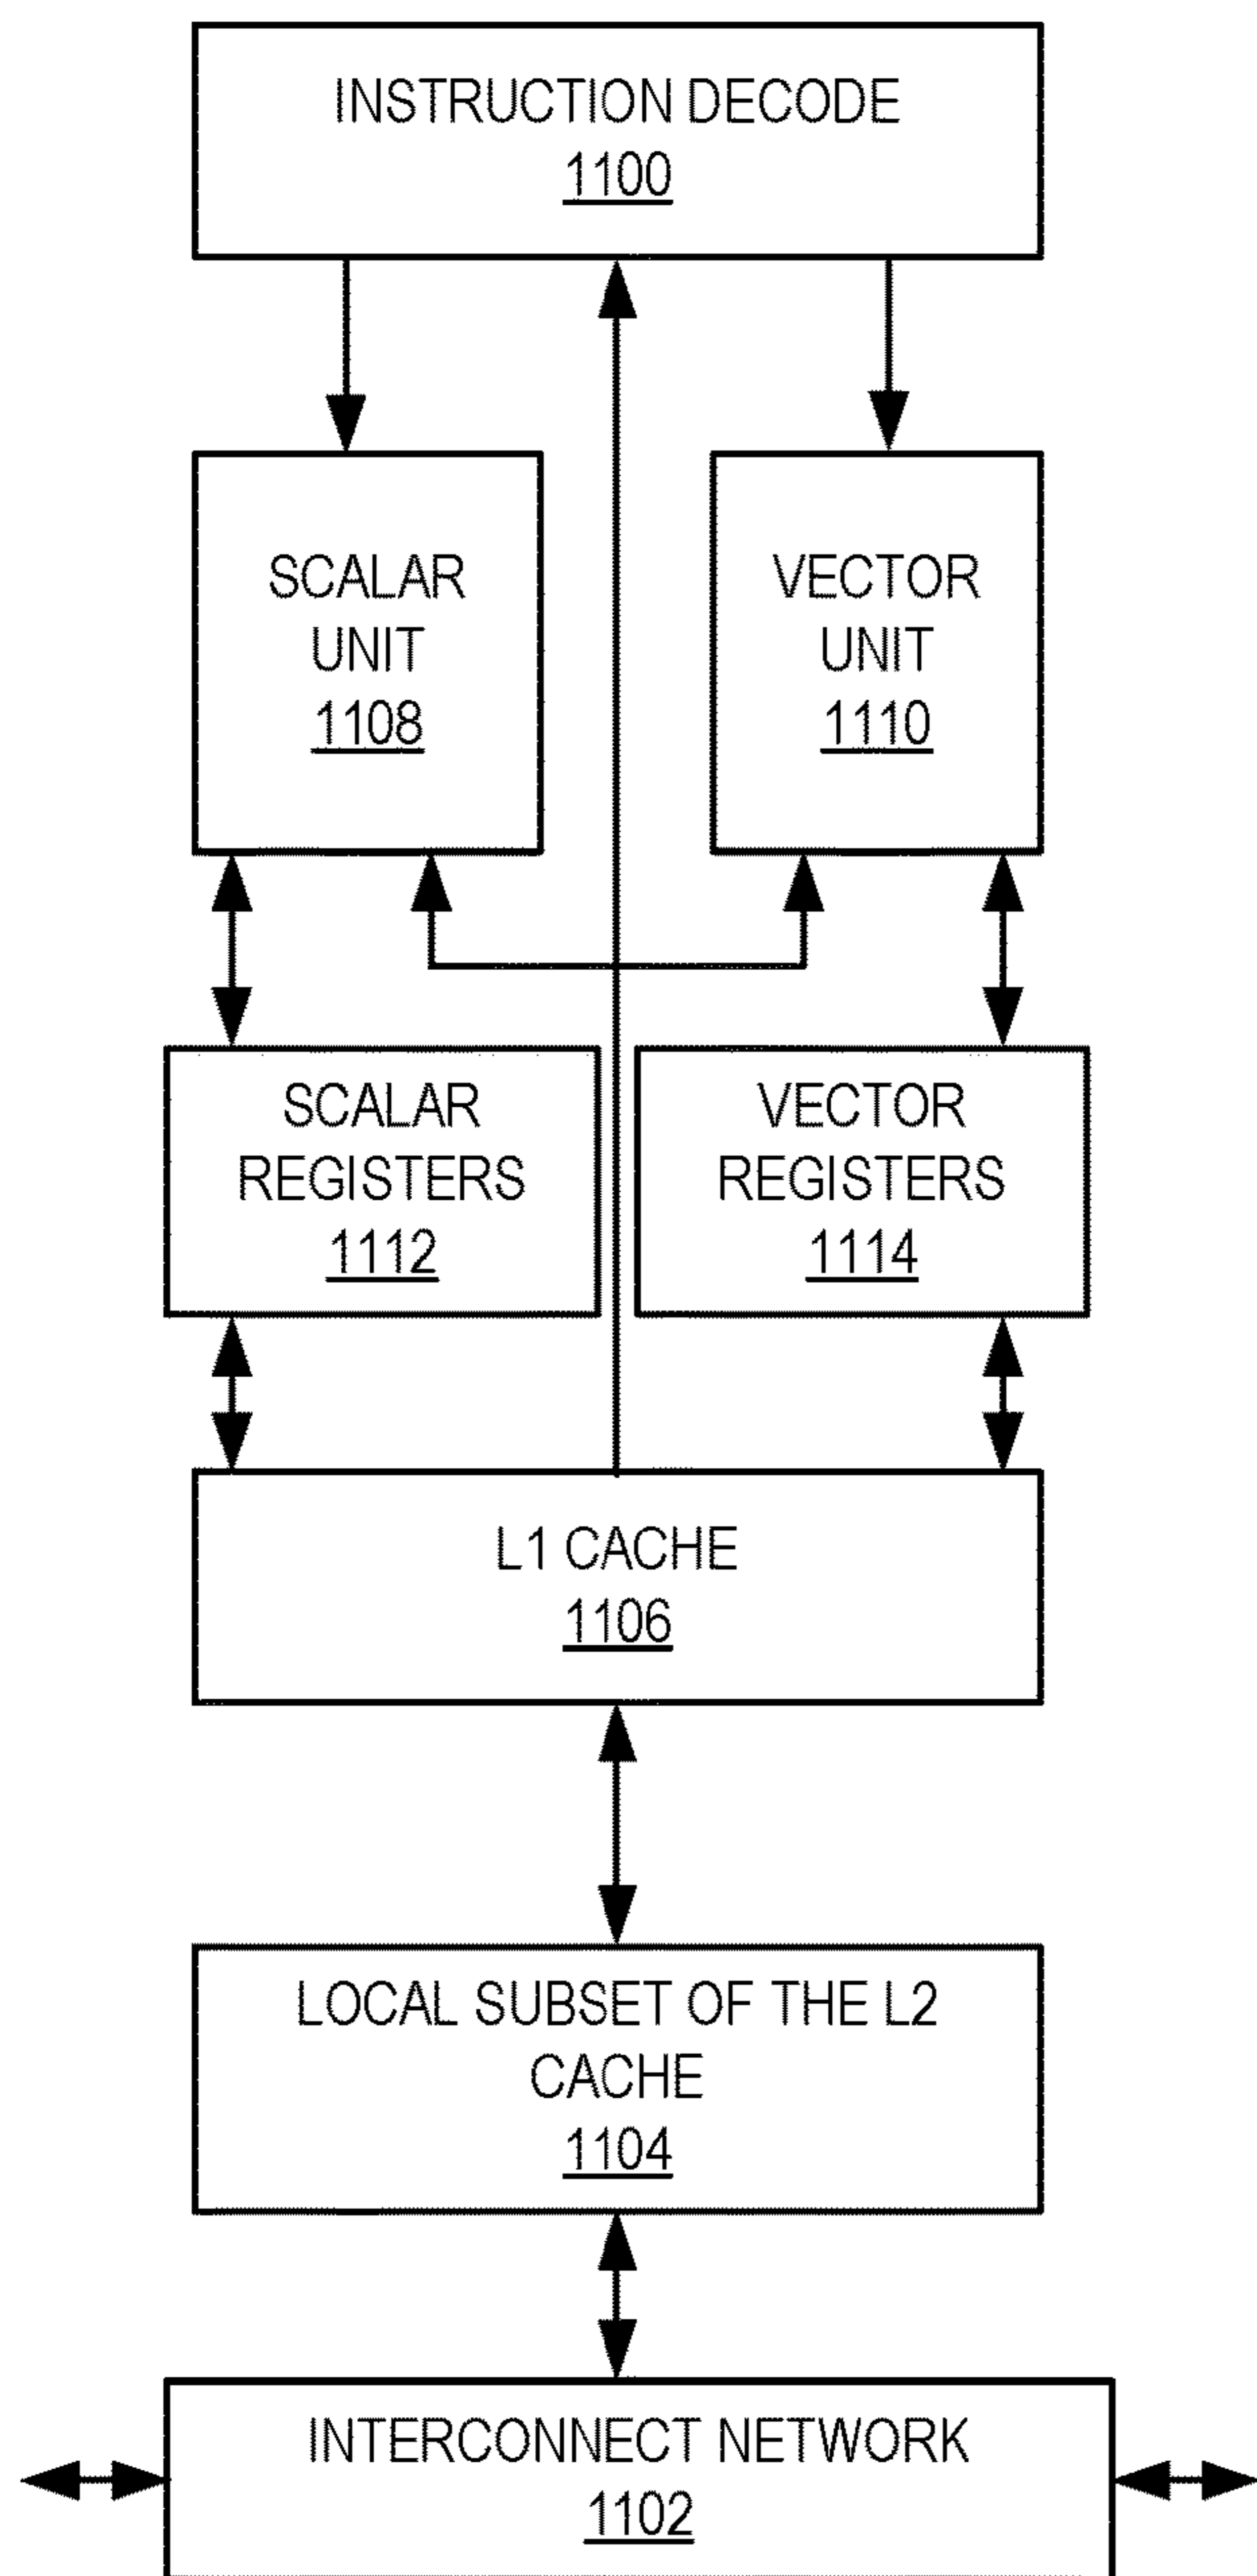 INSTRUCTION DECODE
1100
SCALAR
UNIT
1108
VECTOR
UNIT
1110
SCALAR
REGISTERS
1112
VECTOR
REGISTERS
1114
L1 CACHE
1106
LOCAL SUBSET OF THE L2
CACHE
1104
INTERCONNECT NETWORK
1102